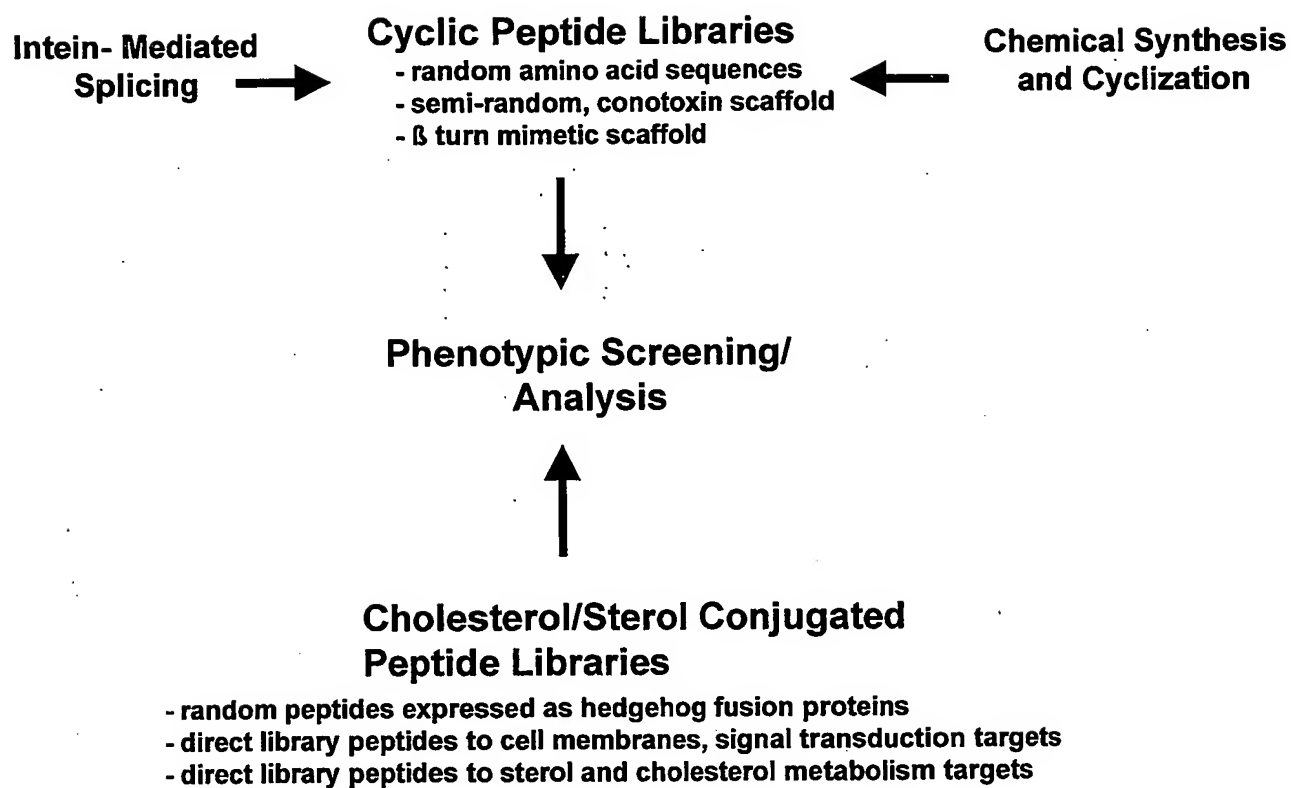 Intein- Mediated
Splicing
Cyclic Peptide Libraries
- random amino acid sequences
- semi-random, conotoxin scaffold
- ß turn mimetic scaffold
Chemical Synthesis
and Cyclization
Phenotypic Screening/
Analysis
Cholesterol/Sterol Conjugated
Peptide Libraries
- random peptides expressed as hedgehog fusion proteins
- direct library peptides to cell membranes, signal transduction targets
- direct library peptides to sterol and cholesterol metabolism targets